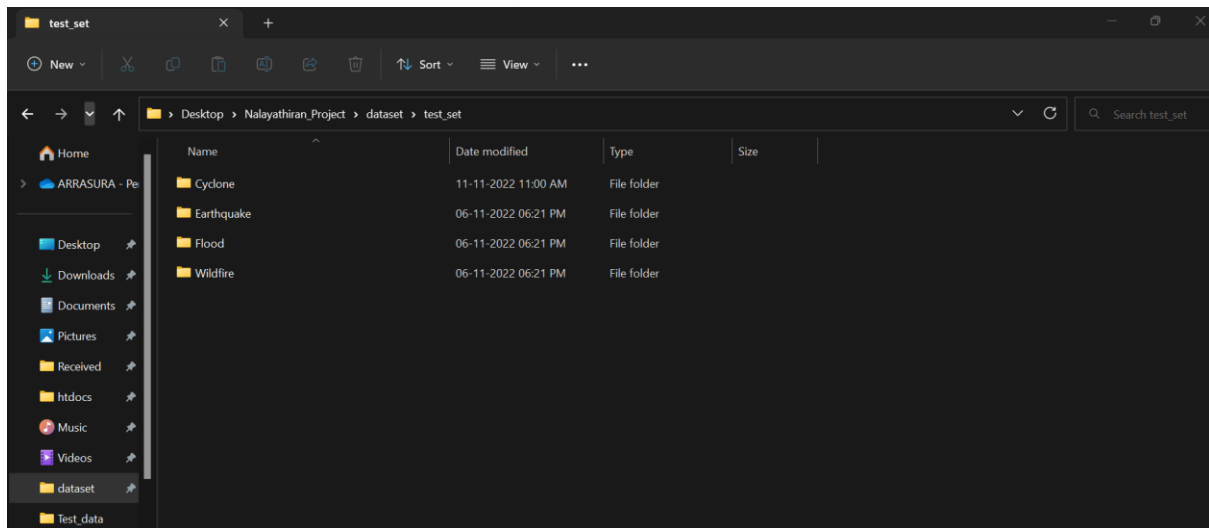 test_set
New
Sort
View
Desktop > Nalayathiran_Project > dataset > test_set
Search test_set
Name Date modified Type Size
Cyclone 11-11-2022 11:00 AM File folder
Earthquake 06-11-2022 06:21 PM File folder
Flood 06-11-2022 06:21 PM File folder
Wildfire 06-11-2022 06:21 PM File folder
Home
ARRASURA - Pe
Desktop
Downloads
Documents
Pictures
Received
htdocs
Music
Videos
dataset
Test_data